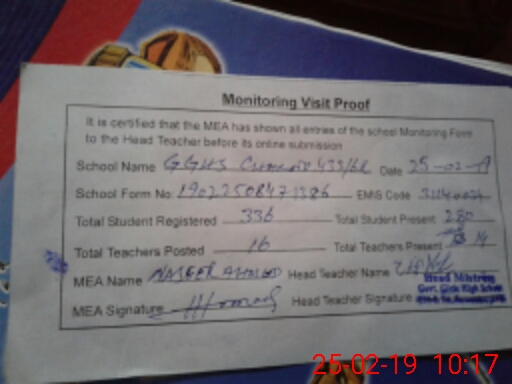 Monitoring Visit Proof
It is certified that the MEA has shown all entries of the school Monitoring Form
to the Head Teacher before its online submission
School Name GGHS Date 25-02-19
School Form No: EMIS Code
Total Student Registered 336 Total Student Present 280
Total Teachers Posted 16 Total Teachers Present 14
MEA Name NASEER AHMED Head Teacher Name
MEA Signature Head Teacher Signature
Head Mistress
Govt. Girls High School
25-02-19 10:17